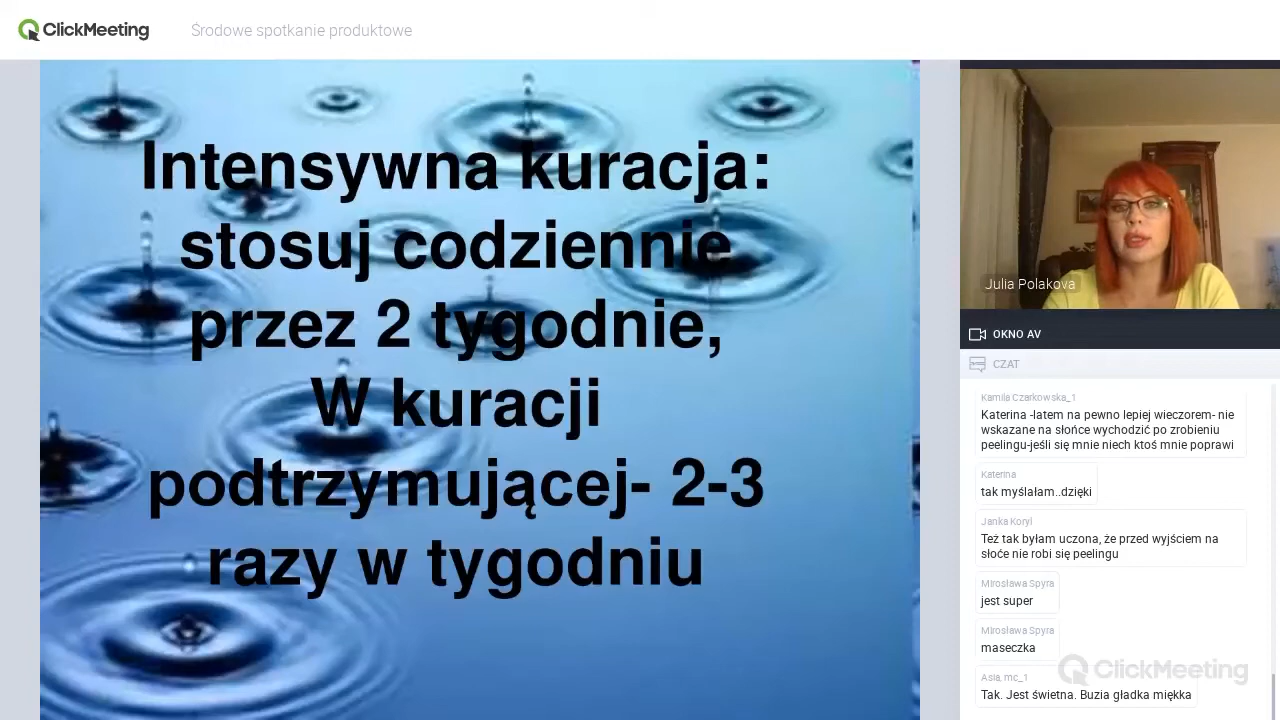 ClickMeeting
Środowe spotkanie produktowe
Intensywna kuracja:
stosuj codziennie
przez 2 tygodnie,
W kuracji
podtrzymującej- 2-3
razy w tygodniu
Julia Polakova
OKNO AV
CZAT
Kamila Czarkowska_1
Katerina -latem na pewno lepiej wieczorem- nie
wskazane na słońce wychodzić po zrobieniu
peelingu-jeśli się mnie niech ktoś mnie poprawi
Katerina
tak myślałam..dzięki
Janka Koryl
Też tak byłam uczona, że przed wyjściem na
słoće nie robi się peelingu
Mirosława Spyra
jest super
Mirosława Spyra
maseczka
ClickMeeting
Asia, mc_1
Tak. Jest świetna. Buzia gładka miękka